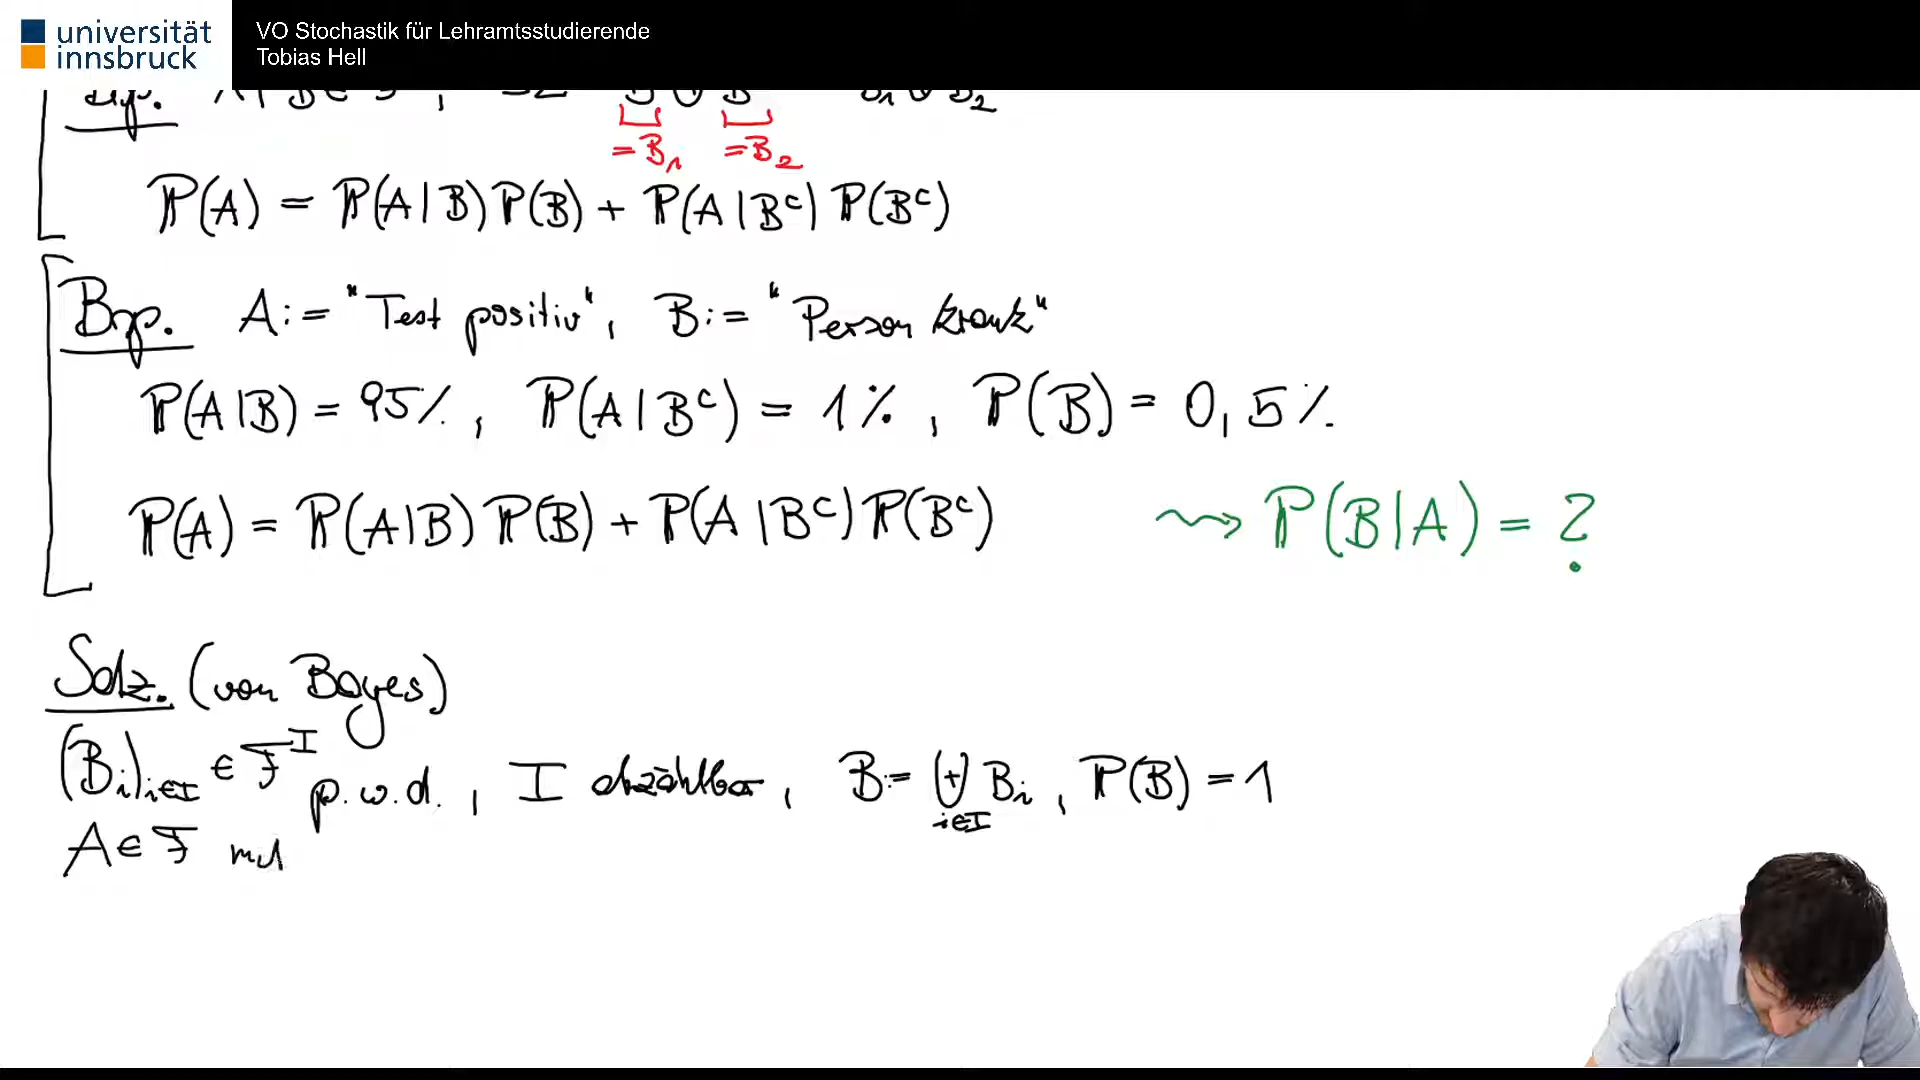 universität
innsbruck
VO Stochastik für Lehramtsstudierende
Tobias Hell
= B₁ = B₂
ℙ(A) = ℙ(A|B) ℙ(B) + ℙ(A|Bᶜ) ℙ(Bᶜ)
Bsp. A := "Test positiv", B := "Person krank"
ℙ(A|B) = 95%, ℙ(A|Bᶜ) = 1%, ℙ(B) = 0,5%
ℙ(A) = ℙ(A|B) ℙ(B) + ℙ(A|Bᶜ) ℙ(Bᶜ) ⇝ ℙ(B|A) = ?
Satz. (von Bayes)
(Bᵢ)ᵢ∈I ∈ ℱᴵ p.w.d., I abzählbar, B := ⨄ᵢ∈I Bᵢ, ℙ(B) = 1
A ∈ ℱ mit